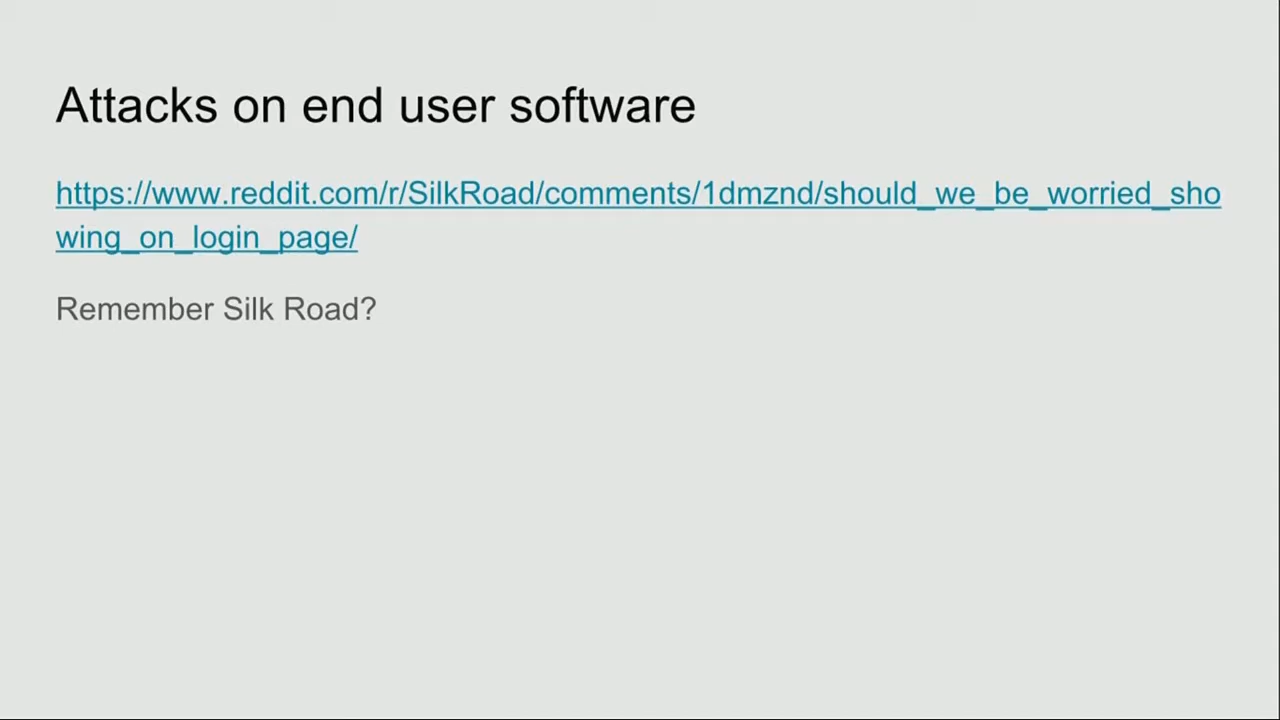 Attacks on end user software
https://www.reddit.com/r/SilkRoad/comments/1dmznd/should_we_be_worried_sho
wing_on_login_page/
Remember Silk Road?